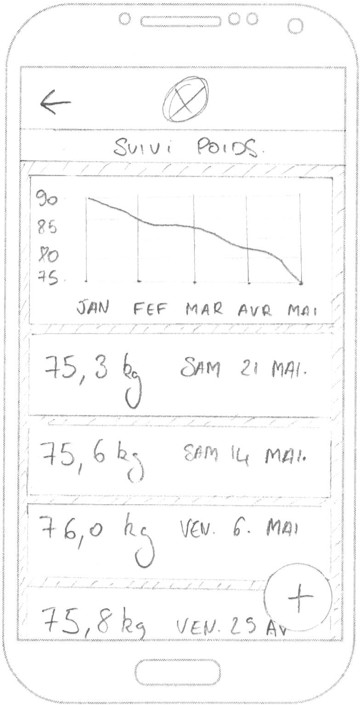 SUIVI POIDS.
90
85
80
75
JAN FEF MAR AVR MAI
75,3 kg SAM 21 MAI.
75,6 kg SAM 14 MAI.
76,0 kg VEN. 6. MAI
+
75,8 kg VEN. 29 AV